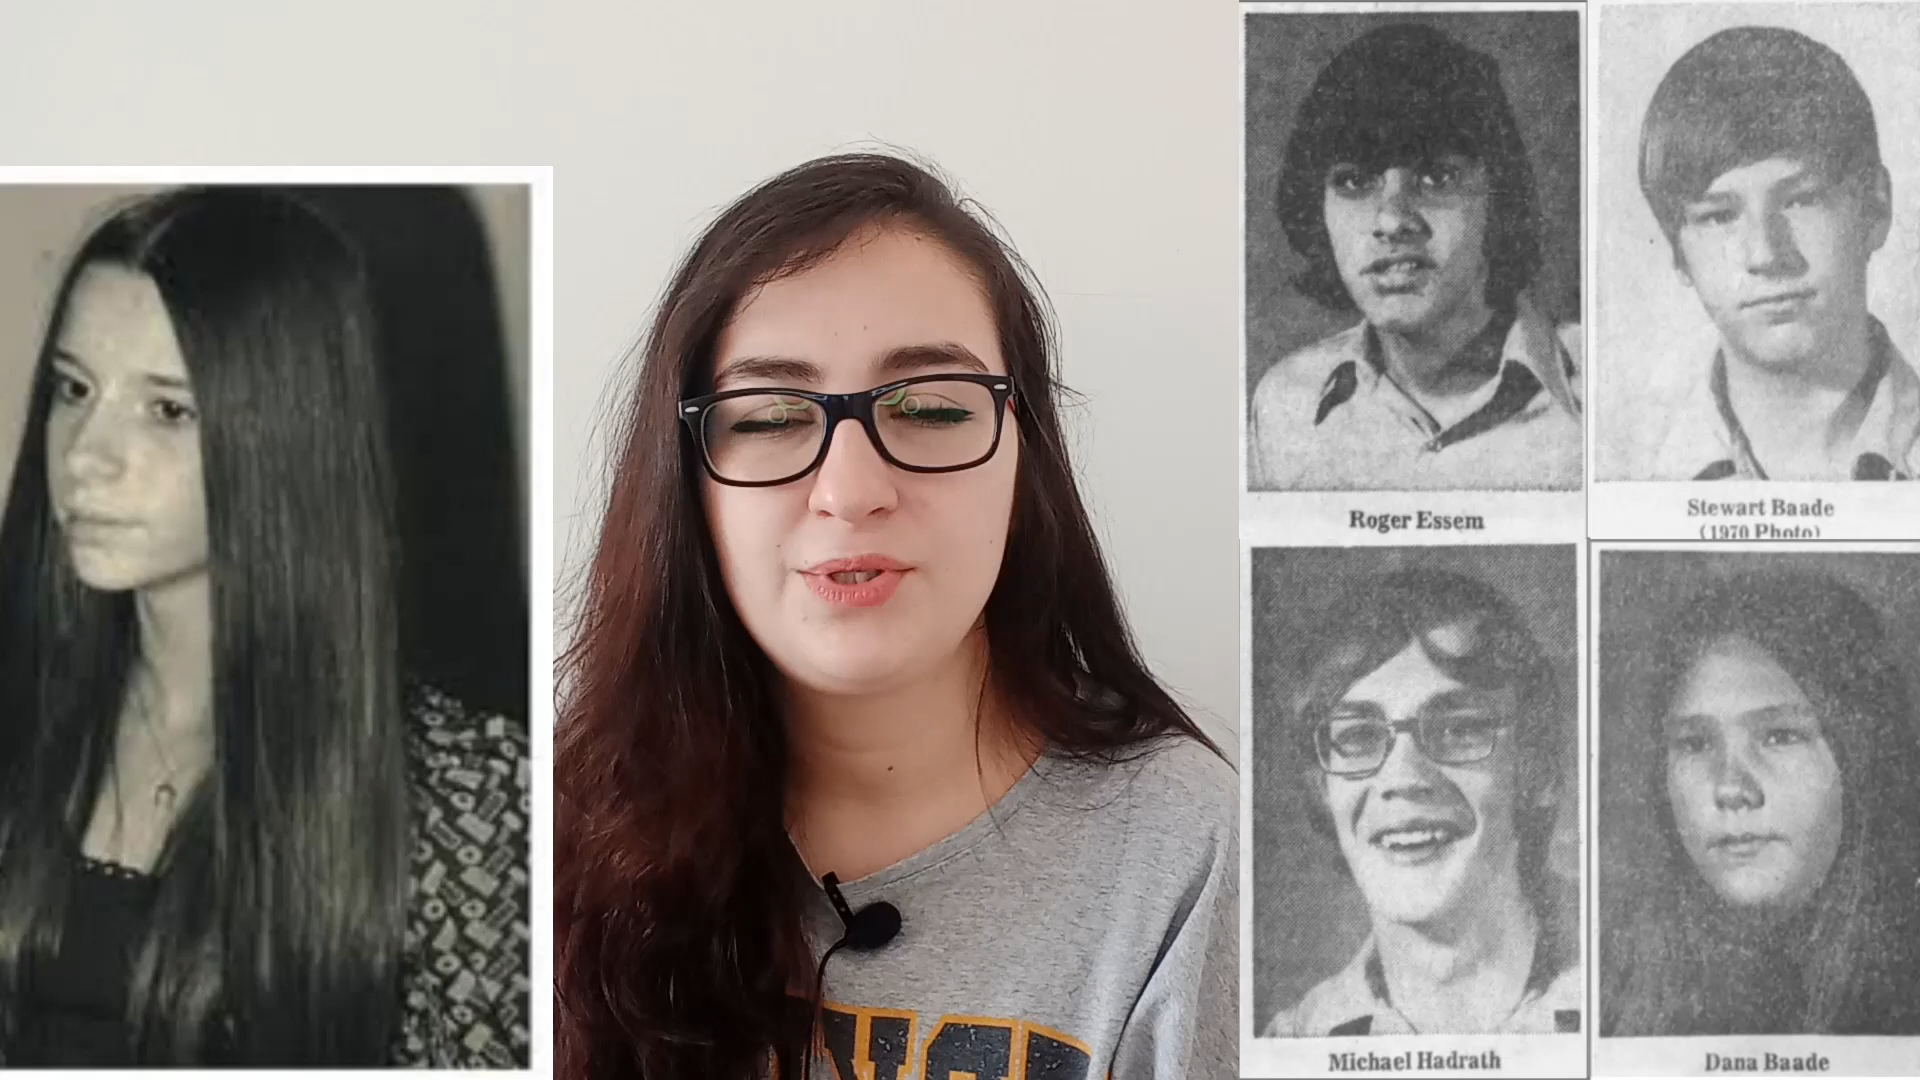 Roger Essem
Stewart Baade
(1970 Photo)
Michael Hadrath
Dana Baade